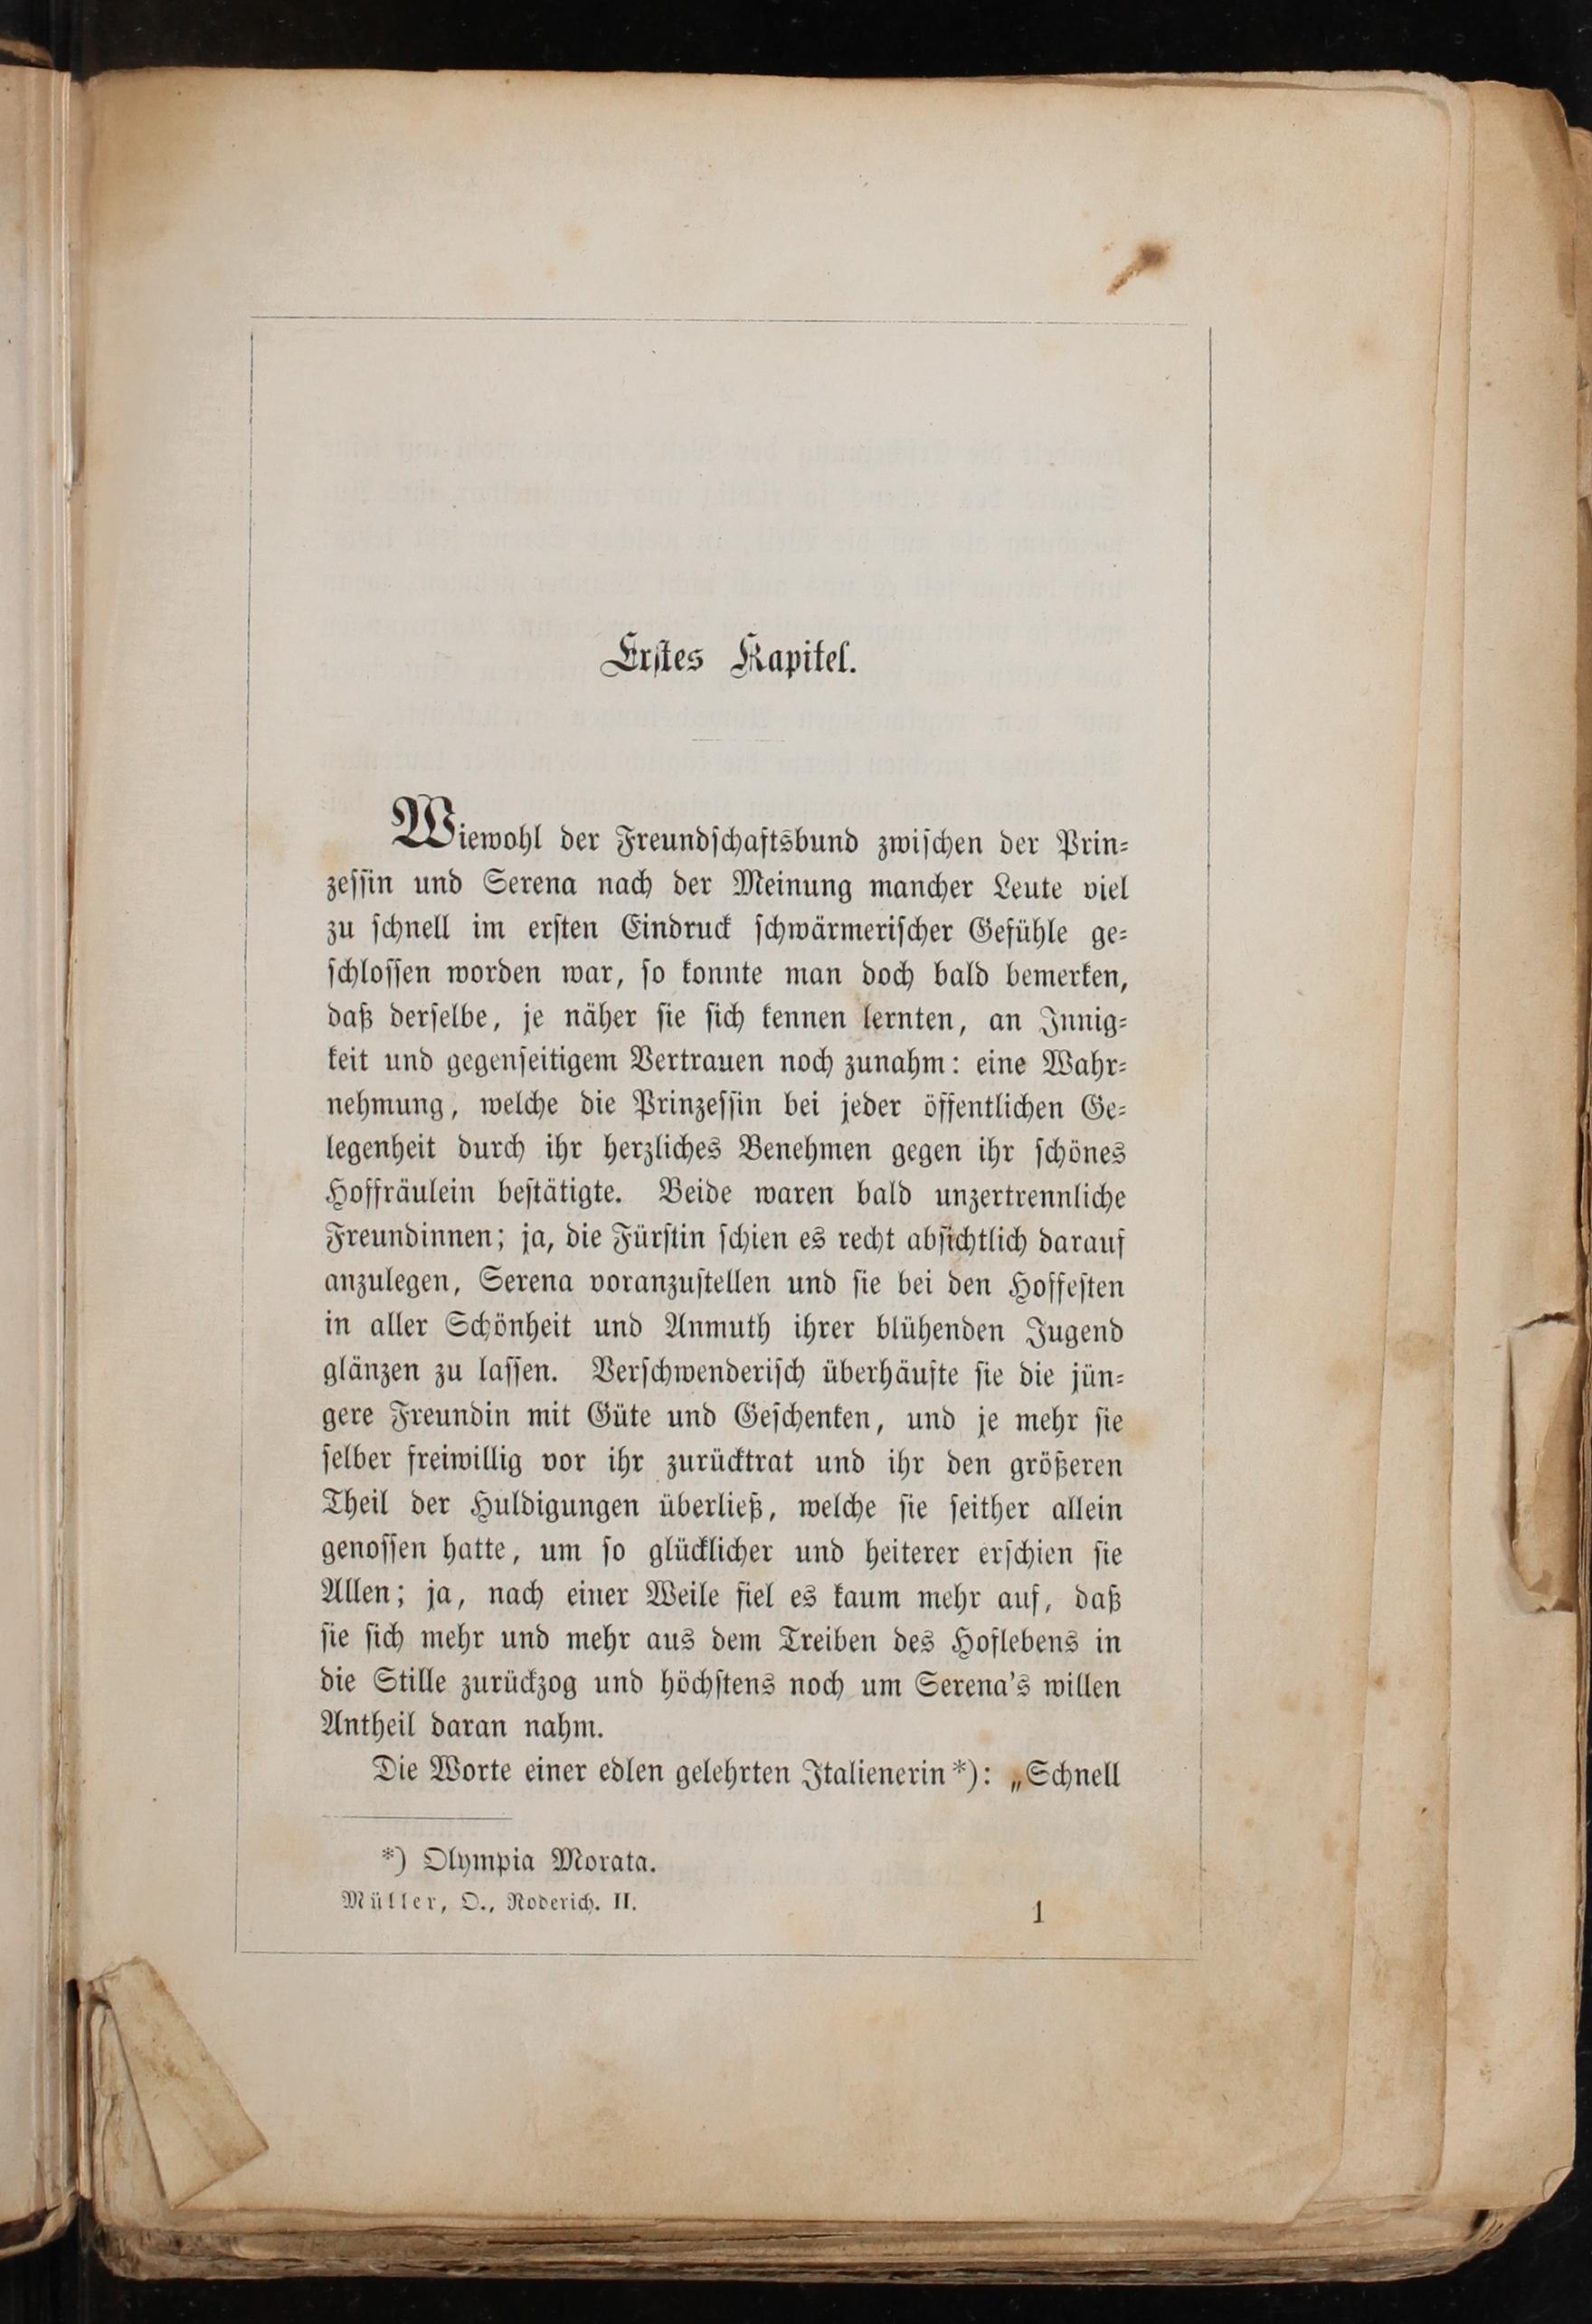 Erstes Kapitel.
Wiewohl der Freundschaftsbund zwischen der Prin-
zessin und Serena nach der Meinung mancher Leute viel
zu schnell im ersten Eindruck schwärmerischer Gefühle ge-
schlossen worden war, so konnte man doch bald bemerken,
daß derselbe, je näher sie sich kennen lernten, an Innig-
keit und gegenseitigem Vertrauen noch zunahm: eine Wahr-
nehmung, welche die Prinzessin bei jeder öffentlichen Ge-
legenheit durch ihr herzliches Benehmen gegen ihr schönes
Hoffräulein bestätigte. Beide waren bald unzertrennliche
Freundinnen; ja, die Fürstin schien es recht absichtlich darauf
anzulegen, Serena voranzustellen und sie bei den Hoffesten
in aller Schönheit und Anmuth ihrer blühenden Jugend
glänzen zu lassen. Verschwenderisch überhäufte sie die jün-
gere Freundin mit Güte und Geschenken, und je mehr sie
selber freiwillig vor ihr zurücktrat und ihr den größeren
Theil der Huldigungen überließ, welche sie seither allein
genossen hatte, um so glücklicher und heiterer erschien sie
Allen; ja, nach einer Weile fiel es kaum mehr auf, daß
sie sich mehr und mehr aus dem Treiben des Hoflebens in
die Stille zurückzog und höchstens noch um Serena's willen
Antheil daran nahm.
Die Worte einer edlen gelehrten Italienerin*): „Schnell
*) Olympia Morata.
Müller, O., Roderich. II. 1